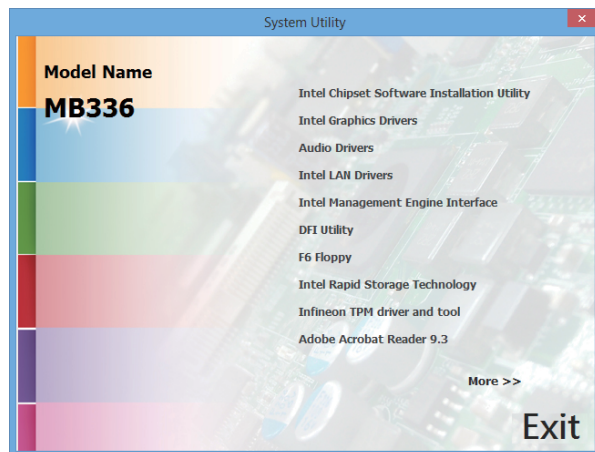 System Utility
Model Name
MB336
Intel Chipset Software Installation Utility
Intel Graphics Drivers
Audio Drivers
Intel LAN Drivers
Intel Management Engine Interface
DFI Utility
F6 Floppy
Intel Rapid Storage Technology
Infineon TPM driver and tool
Adobe Acrobat Reader 9.3
More >>
Exit